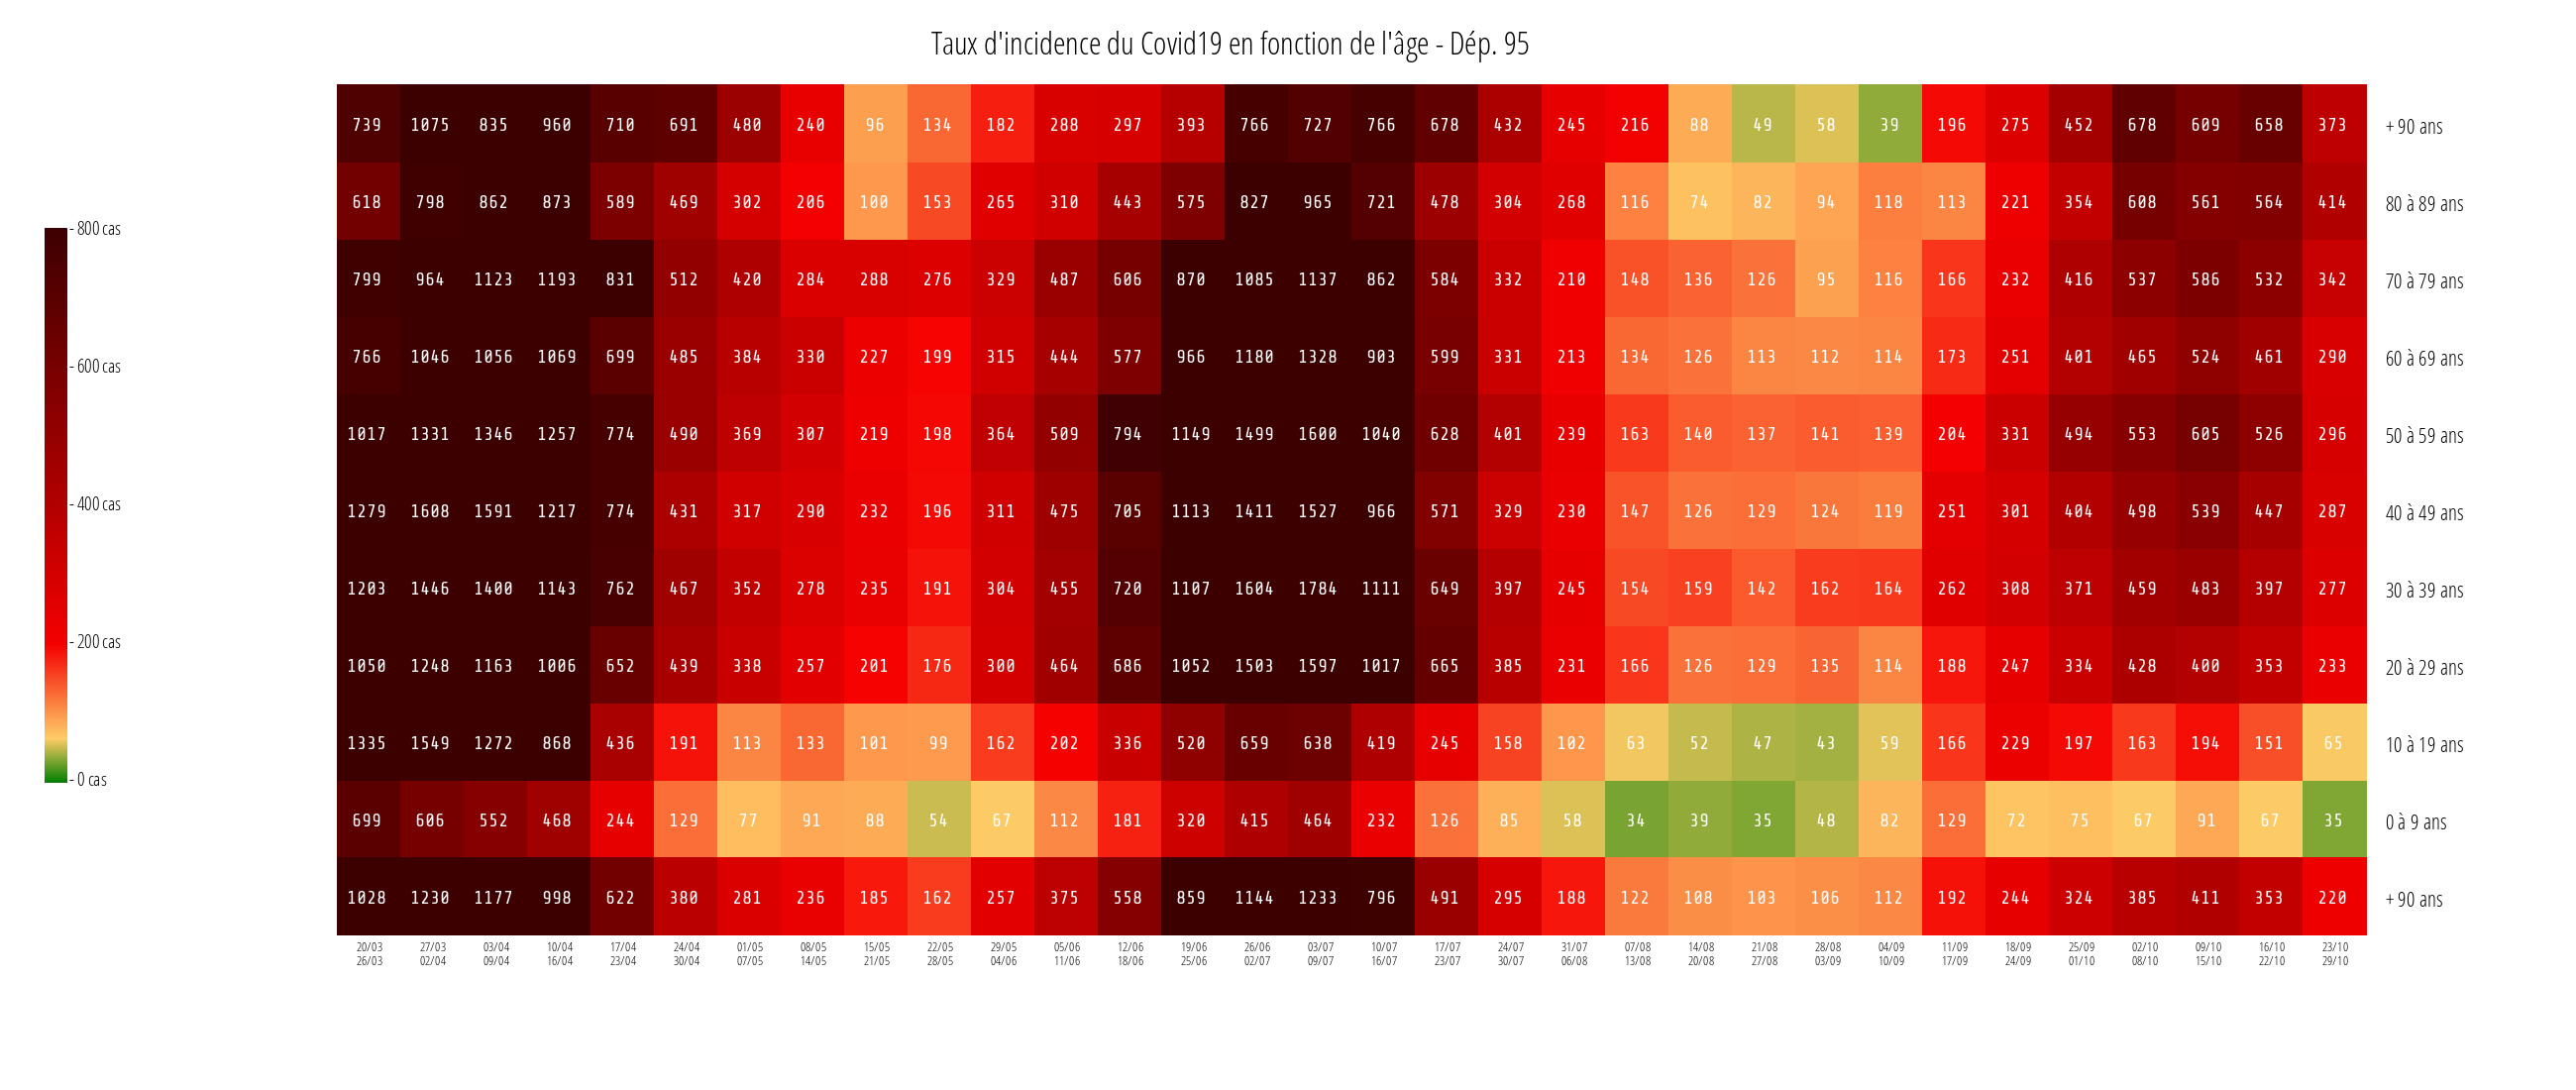 Taux d'incidence du Covid19 en fonction de l'âge - Dép. 95
- 800 cas
- 600 cas
- 400 cas
- 200 cas
- 0 cas
739 1075 835 960 710 691 480 240 96 134 182 288 297 393 766 727 766 678 432 245 216 88 49 58 39 196 275 452 678 609 658 373 + 90 ans
618 798 862 873 589 469 302 206 100 153 265 310 443 575 827 965 721 478 304 268 116 74 82 94 118 113 221 354 608 561 564 414 80 à 89 ans
799 964 1123 1193 831 512 420 284 288 276 329 487 606 870 1085 1137 862 584 332 210 148 136 126 95 116 166 232 416 537 586 532 342 70 à 79 ans
766 1046 1056 1069 699 485 384 330 227 199 315 444 577 966 1180 1328 903 599 331 213 134 126 113 112 114 173 251 401 465 524 461 290 60 à 69 ans
1017 1331 1346 1257 774 490 369 307 219 198 364 509 794 1149 1499 1600 1040 628 401 239 163 140 137 141 139 204 331 494 553 605 526 296 50 à 59 ans
1279 1608 1591 1217 774 431 317 290 232 196 311 475 705 1113 1411 1527 966 571 329 230 147 126 129 124 119 251 301 404 498 539 447 287 40 à 49 ans
1203 1446 1400 1143 762 467 352 278 235 191 304 455 720 1107 1604 1784 1111 649 397 245 154 159 142 162 164 262 308 371 459 483 397 277 30 à 39 ans
1050 1248 1163 1006 652 439 338 257 201 176 300 464 686 1052 1503 1597 1017 665 385 231 166 126 129 135 114 188 247 334 428 400 353 233 20 à 29 ans
1335 1549 1272 868 436 191 113 133 101 99 162 202 336 520 659 638 419 245 158 102 63 52 47 43 59 166 229 197 163 194 151 65 10 à 19 ans
699 606 552 468 244 129 77 91 88 54 67 112 181 320 415 464 232 126 85 58 34 39 35 48 82 129 72 75 67 91 67 35 0 à 9 ans
1028 1230 1177 998 622 380 281 236 185 162 257 375 558 859 1144 1233 796 491 295 188 122 108 103 106 112 192 244 324 385 411 353 220 + 90 ans
20/03 27/03 03/04 10/04 17/04 24/04 01/05 08/05 15/05 22/05 29/05 05/06 12/06 19/06 26/06 03/07 10/07 17/07 24/07 31/07 07/08 14/08 21/08 28/08 04/09 11/09 18/09 25/09 02/10 09/10 16/10 23/10
26/03 02/04 09/04 16/04 23/04 30/04 07/05 14/05 21/05 28/05 04/06 11/06 18/06 25/06 02/07 09/07 16/07 23/07 30/07 06/08 13/08 20/08 27/08 03/09 10/09 17/09 24/09 01/10 08/10 15/10 22/10 29/10